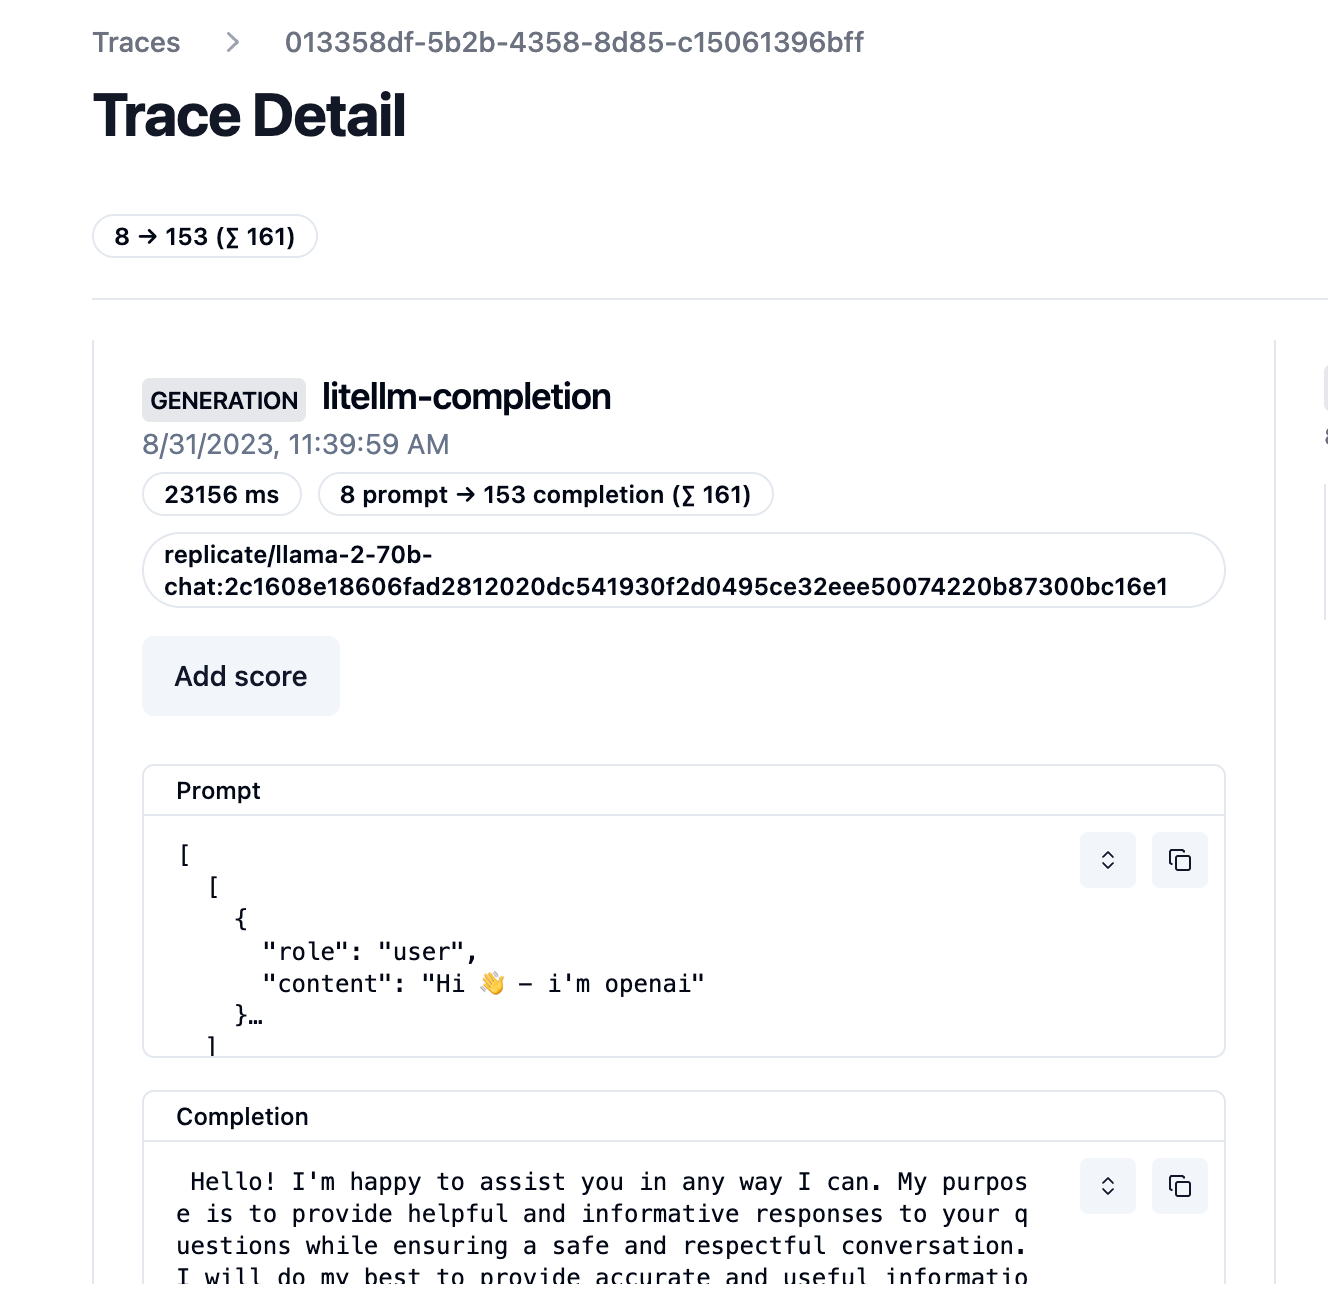 Traces > 013358df-5b2b-4358-8d85-c15061396bff
Trace Detail
8 → 153 (∑ 161)
GENERATION litellm-completion
8/31/2023, 11:39:59 AM
23156 ms 8 prompt → 153 completion (∑ 161)
replicate/llama-2-70b-
chat:2c1608e18606fad2812020dc541930f2d0495ce32eee50074220b87300bc16e1
Add score
Prompt
[
[
{
"role": "user",
"content": "Hi 👋 – i'm openai"
}…
]
Completion
Hello! I'm happy to assist you in any way I can. My purpos
e is to provide helpful and informative responses to your q
uestions while ensuring a safe and respectful conversation.
I will do my best to provide accurate and useful informatio